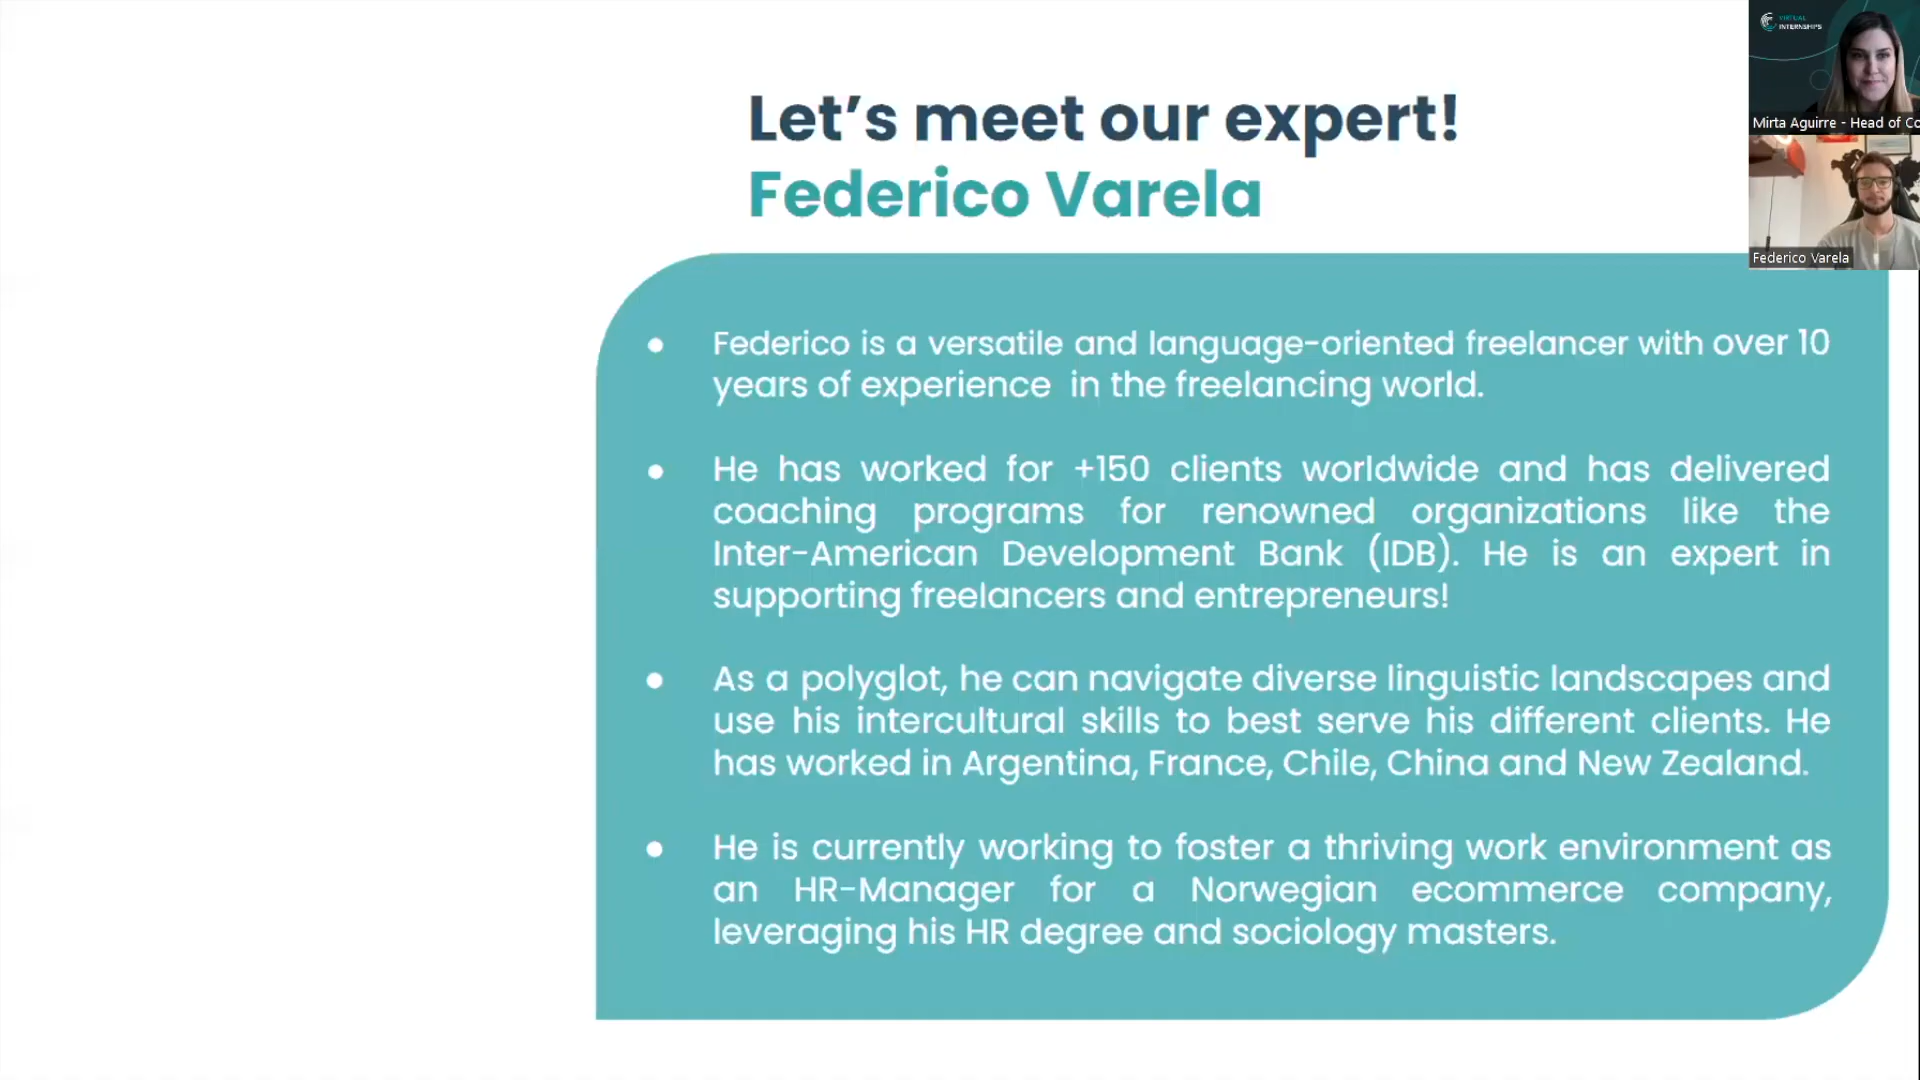 Let's meet our expert!
Federico Varela
• Federico is a versatile and language-oriented freelancer with over 10
years of experience in the freelancing world.
• He has worked for +150 clients worldwide and has delivered
coaching programs for renowned organizations like the
Inter-American Development Bank (IDB). He is an expert in
supporting freelancers and entrepreneurs!
• As a polyglot, he can navigate diverse linguistic landscapes and
use his intercultural skills to best serve his different clients. He
has worked in Argentina, France, Chile, China and New Zealand.
• He is currently working to foster a thriving work environment as
an HR-Manager for a Norwegian ecommerce company,
leveraging his HR degree and sociology masters.
VIRTUAL
INTERNSHIPS
Mirta Aguirre - Head of Co
Federico Varela